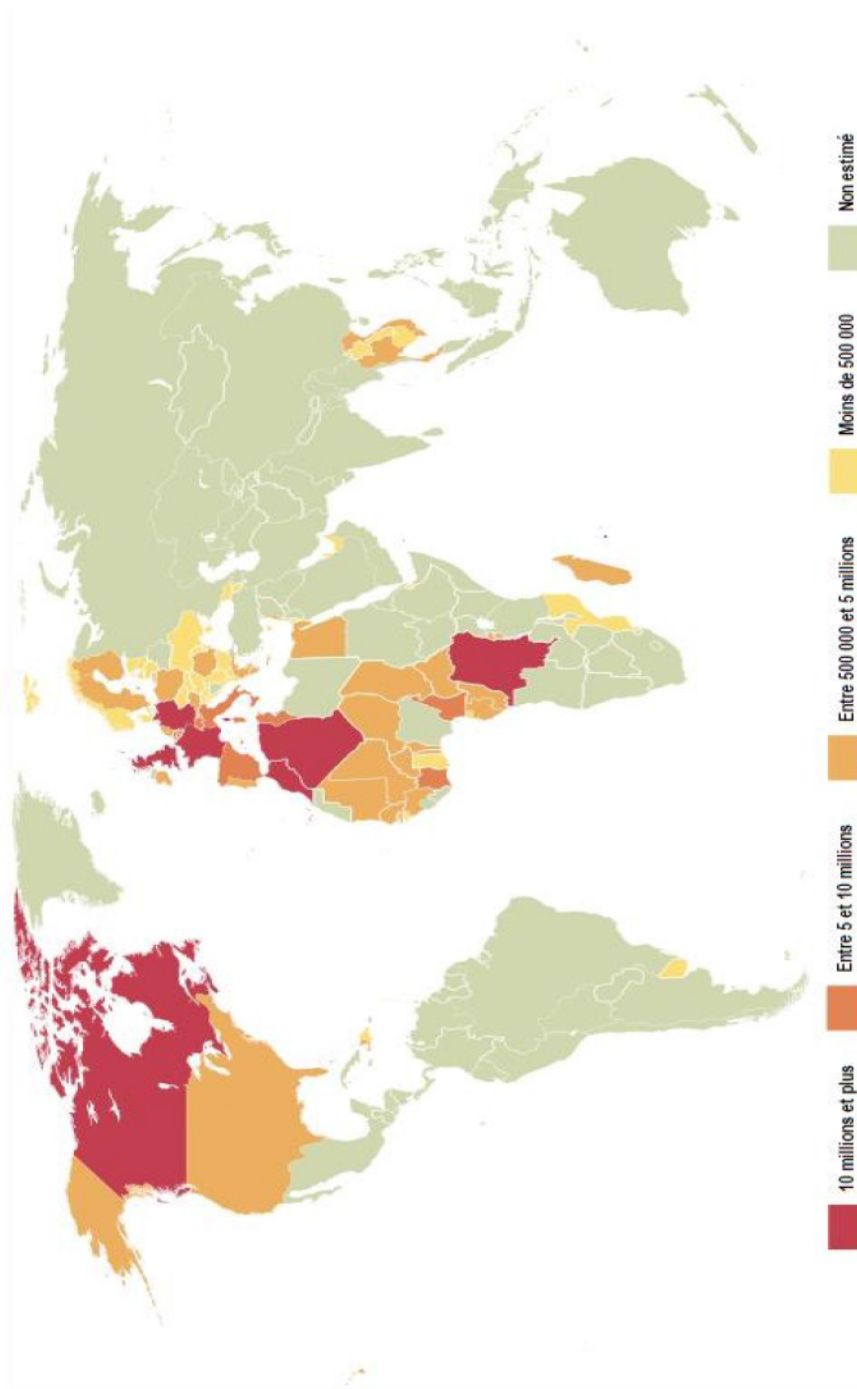 10 millions et plus
Entre 5 et 10 millions
Entre 500 000 et 5 millions
Moins de 500 000
Non estimé